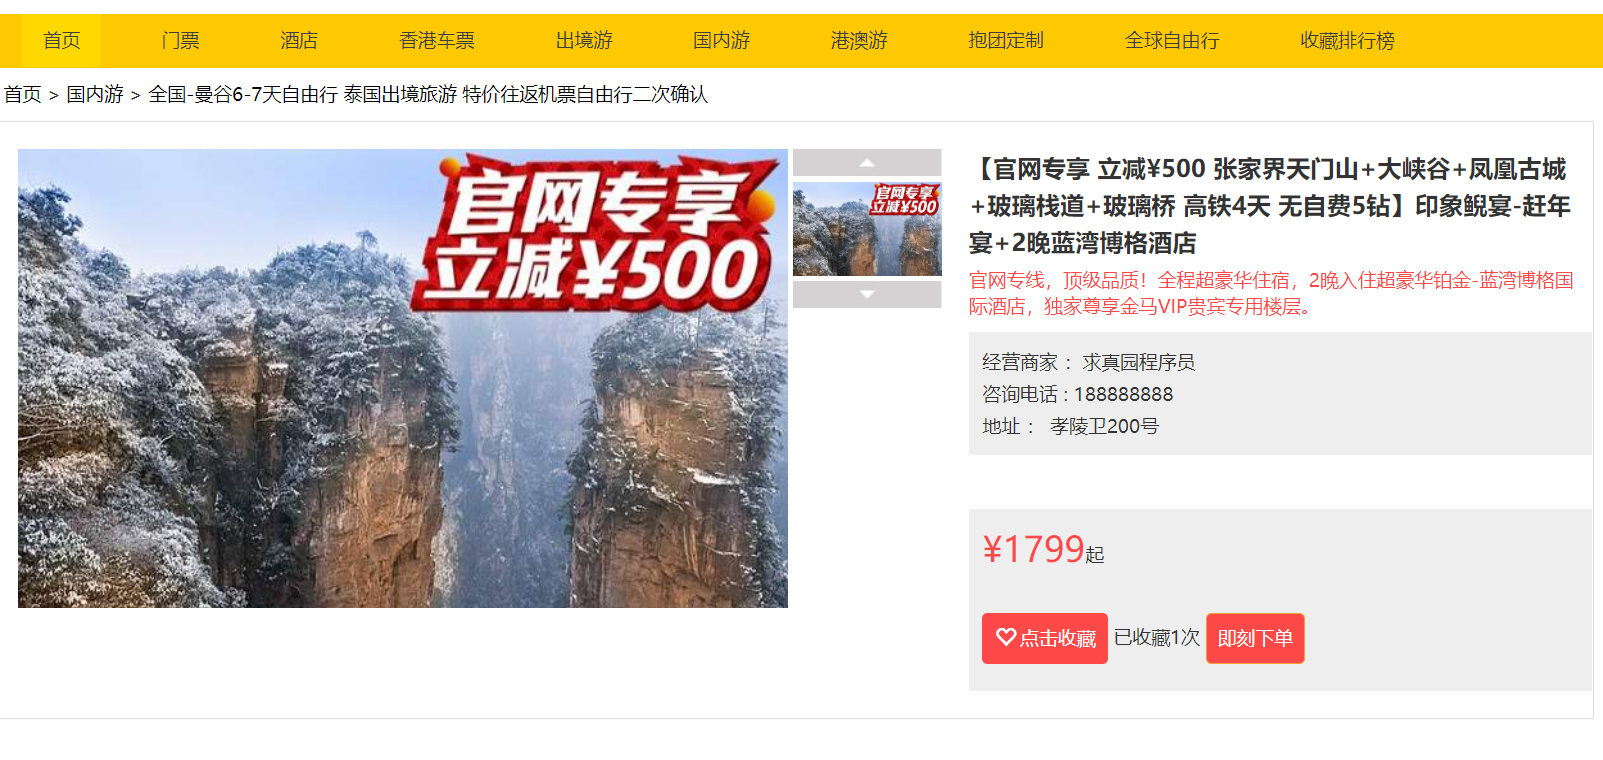 首页 门票 酒店 香港车票 出境游 国内游 港澳游 抱团定制 全球自由行 收藏排行榜
首页 > 国内游 > 全国-曼谷6-7天自由行 泰国出境旅游 特价往返机票自由行二次确认
官网专享
立减¥500
官网专享
立减¥500
【官网专享 立减¥500 张家界天门山+大峡谷+凤凰古城
+玻璃栈道+玻璃桥 高铁4天 无自费5钻】印象鲵宴-赶年
宴+2晚蓝湾博格酒店
官网专线，顶级品质！全程超豪华住宿，2晚入住超豪华铂金-蓝湾博格国
际酒店，独家尊享金马VIP贵宾专用楼层。
经营商家 ： 求真园程序员
咨询电话 : 188888888
地址 ： 孝陵卫200号
¥1799起
点击收藏 已收藏1次 即刻下单